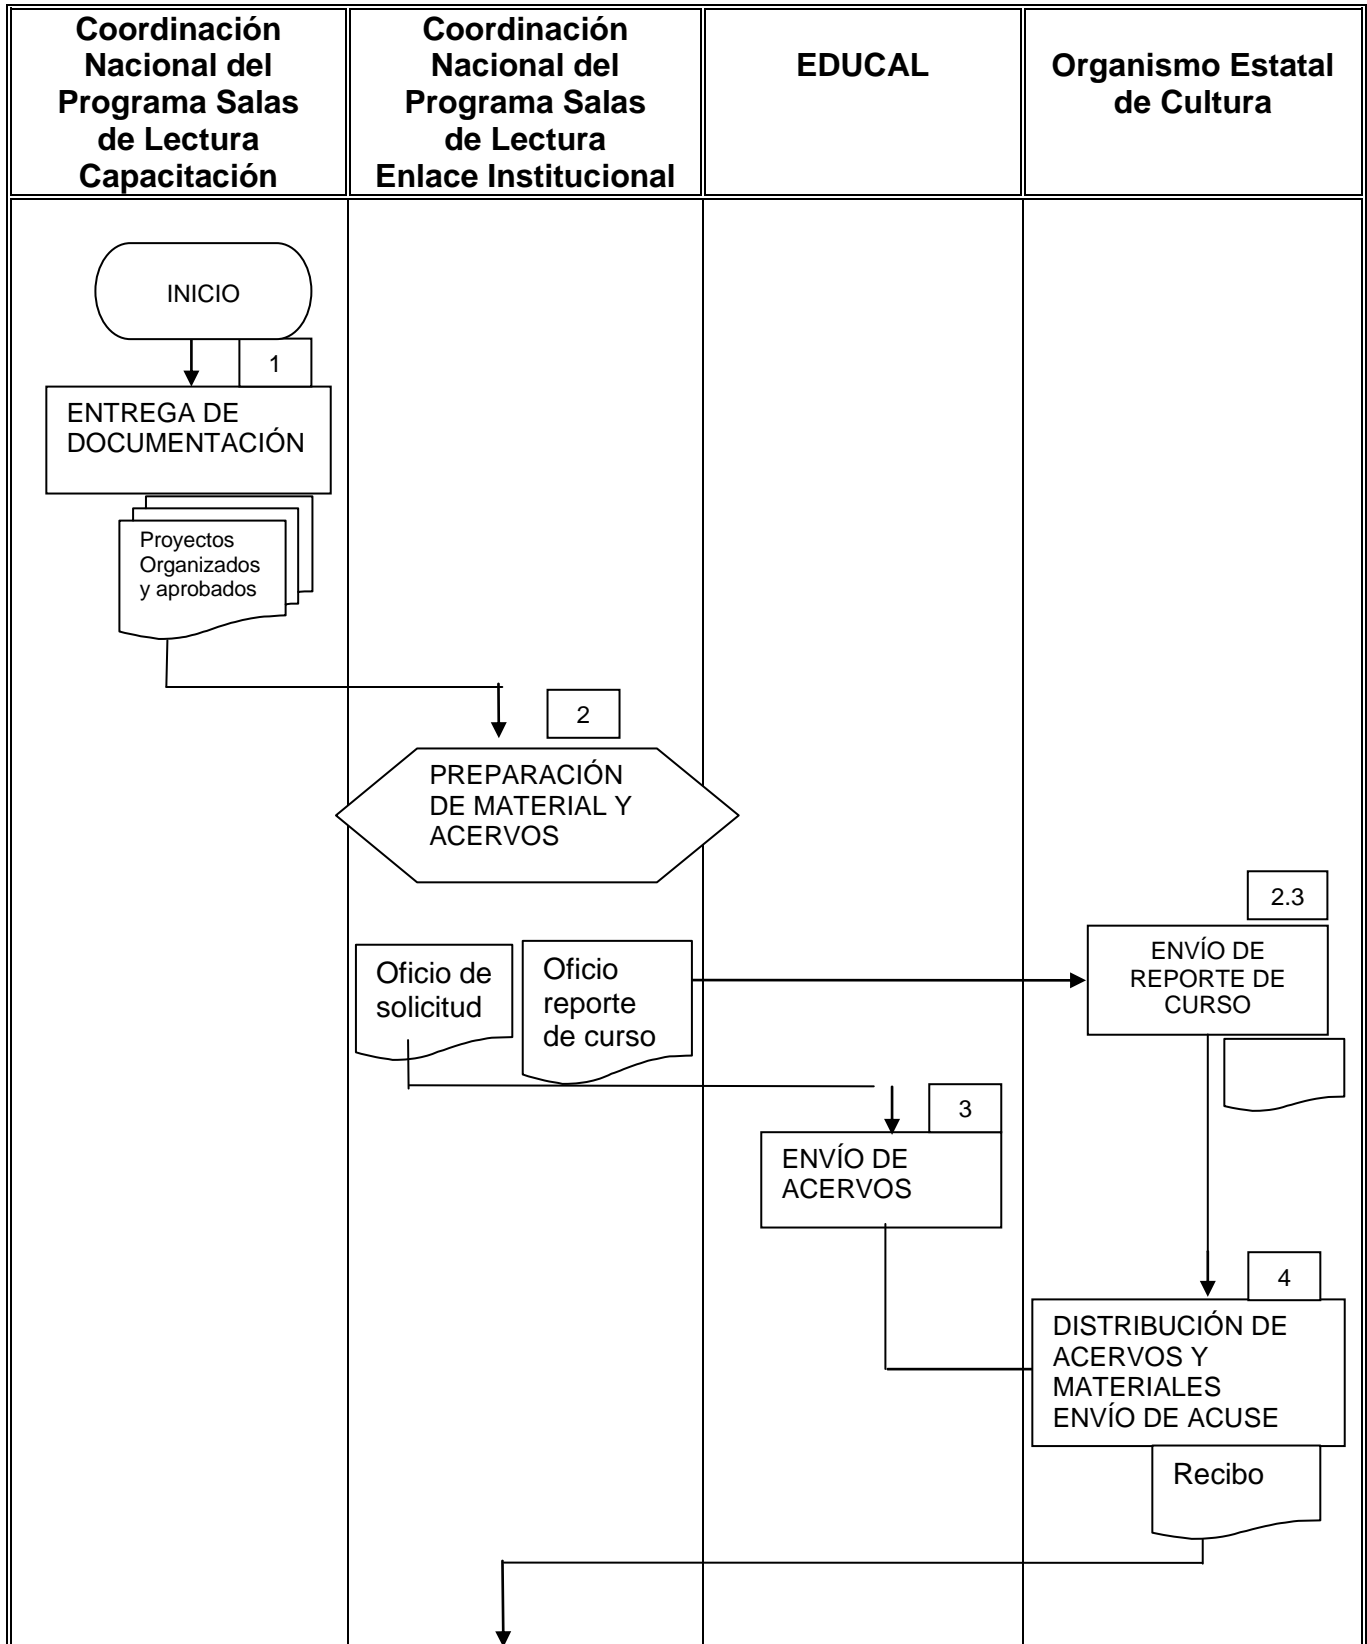 Coordinación
Nacional del
Programa Salas
de Lectura
Capacitación
Coordinación
Nacional del
Programa Salas
de Lectura
Enlace Institucional
EDUCAL
Organismo Estatal
de Cultura
INICIO
1
ENTREGA DE
DOCUMENTACIÓN
Proyectos
Organizados
y aprobados
2
PREPARACIÓN
DE MATERIAL Y
ACERVOS
Oficio de
solicitud
Oficio
reporte
de curso
2.3
ENVÍO DE
REPORTE DE
CURSO
3
ENVÍO DE
ACERVOS
4
DISTRIBUCIÓN DE
ACERVOS Y
MATERIALES
ENVÍO DE ACUSE
Recibo